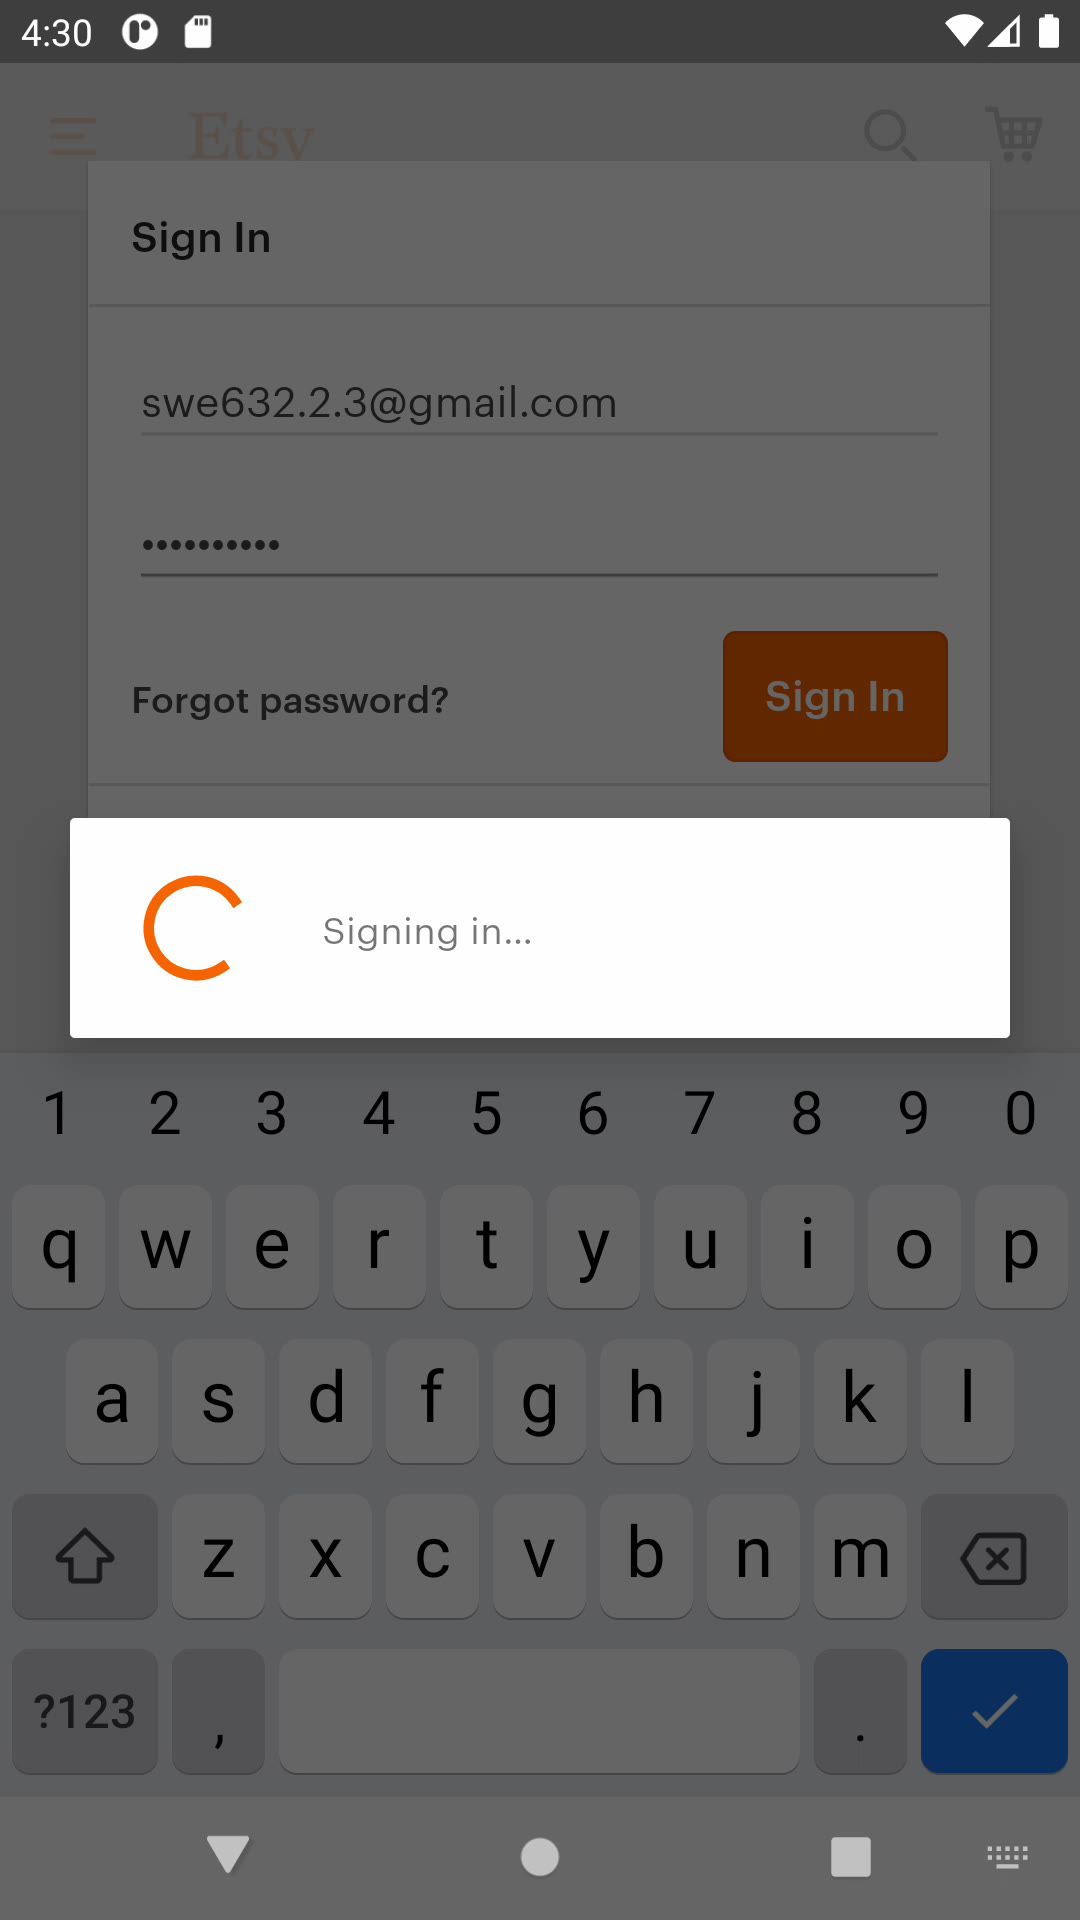 4:30
Etsy
Sign In
swe632.2.3@gmail.com
••••••••••
Forgot password?
Sign In
Signing in...
1 2 3 4 5 6 7 8 9 0
q w e r t y u i o p
a s d f g h j k l
z x c v b n m
?123 , .